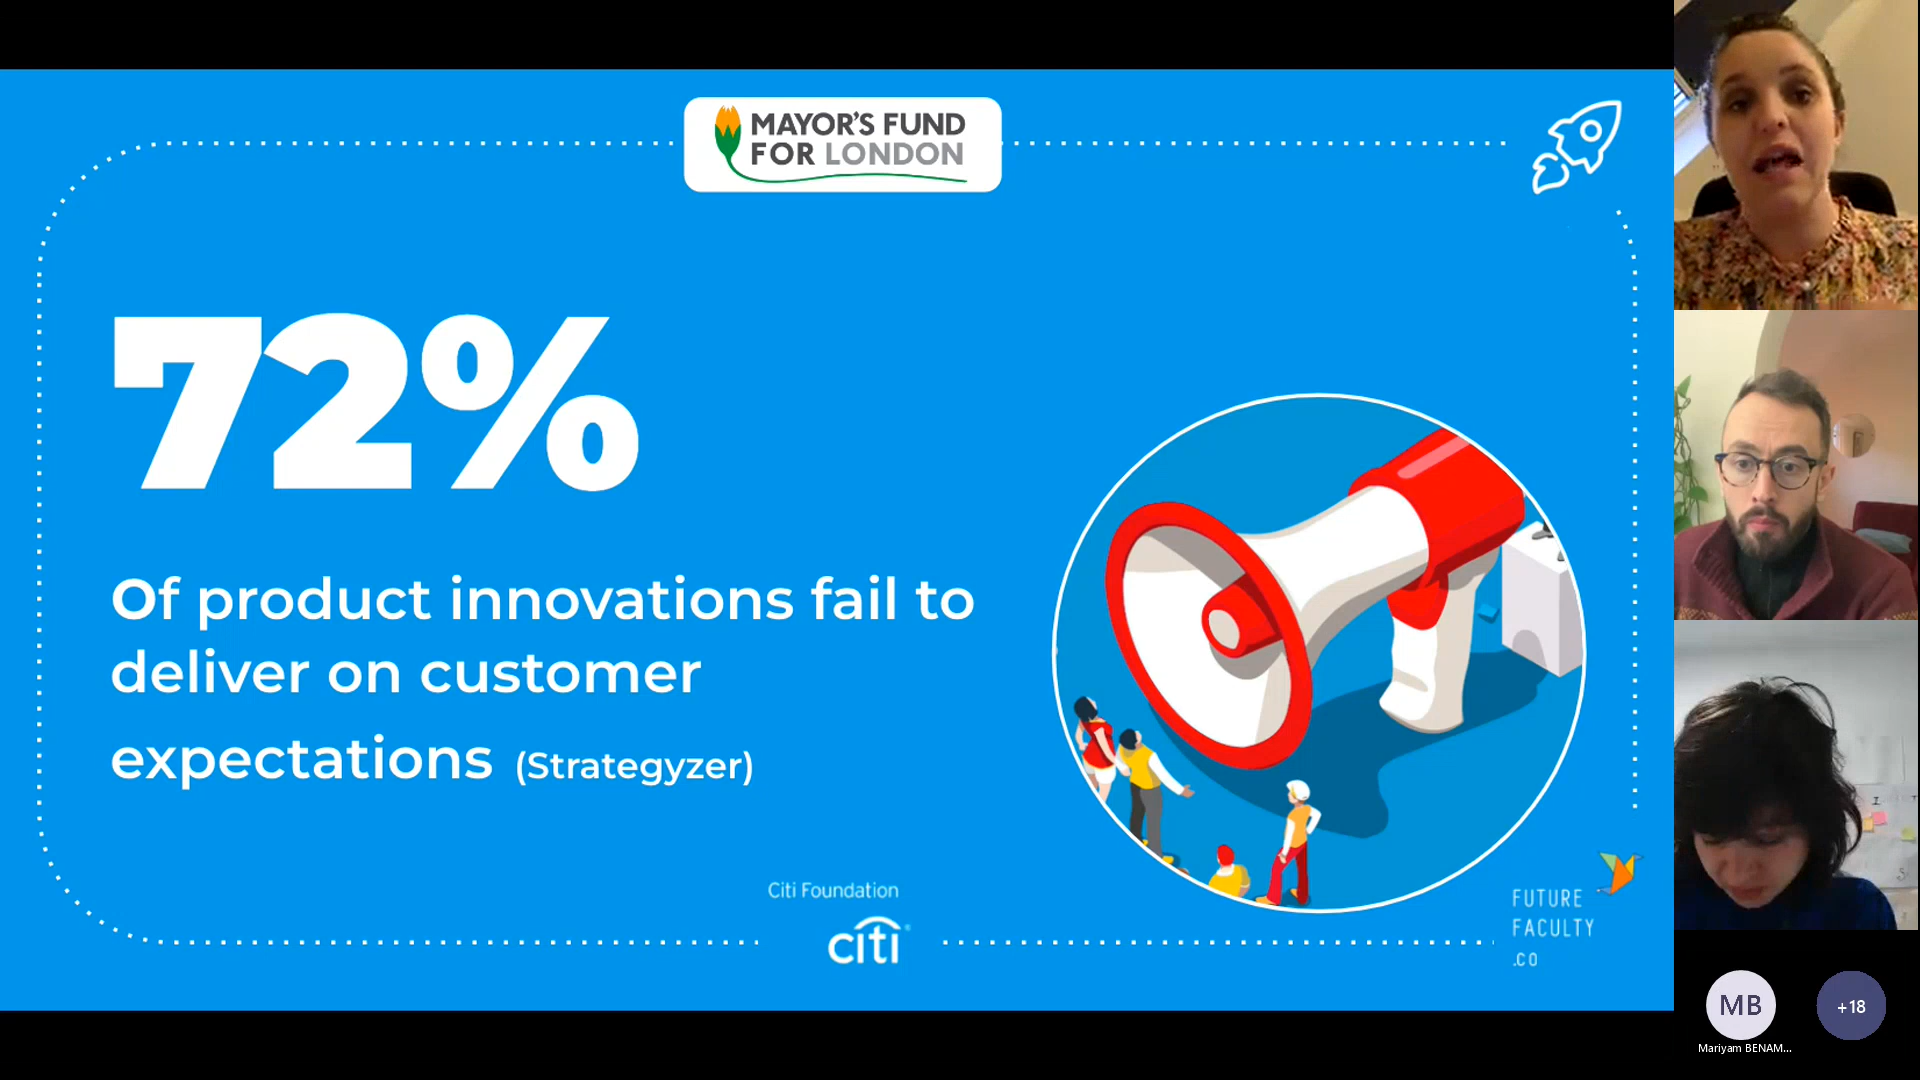 MAYOR'S FUND
FOR LONDON
72%
Of product innovations fail to
deliver on customer
expectations (Strategyzer)
Citi Foundation
citi
FUTURE
FACULTY
.CO
MB
+18
Mariyam BENAM...